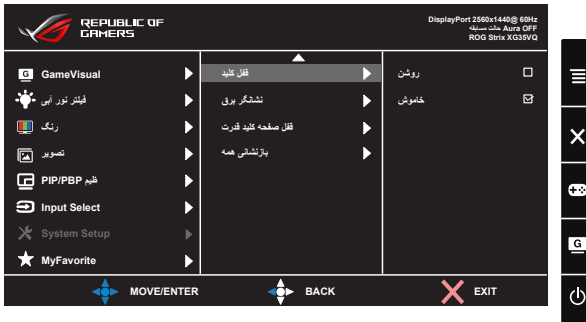 REPUBLIC OF
GAMERS
DisplayPort 2560x1440@ 60Hz
حالت مسابقه Aura OFF
ROG Strix XG35VQ
G GameVisual
فیلتر نور آبی
رنگ
تصویر
ظیم PIP/PBP
Input Select
System Setup
MyFavorite
قفل کلید
نشانگر برق
قفل صفحه کلید قدرت
بازنشانی همه
روشن
خاموش
MOVE/ENTER
BACK
EXIT
G